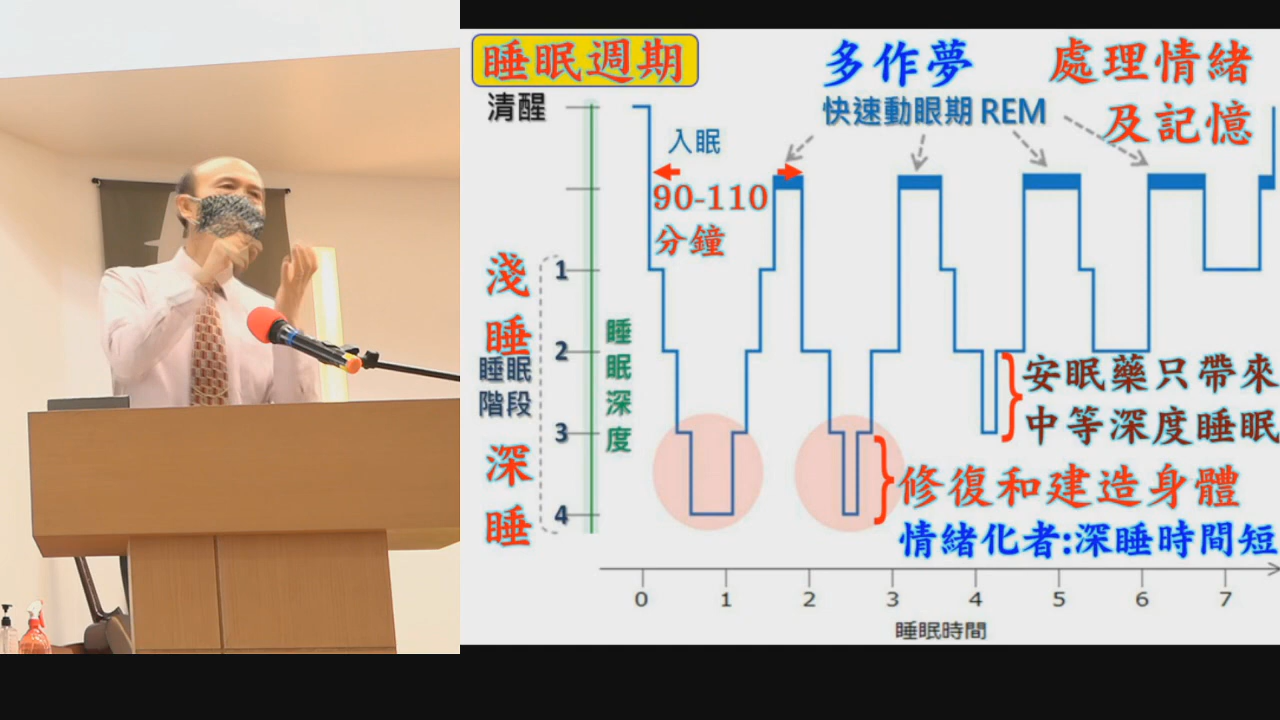 睡眠週期
多作夢
處理情緒
及記憶
清醒
快速動眼期 REM
入眠
90-110
分鐘
淺
睡
1
2
睡眠
階段
3
深
睡
4
睡
眠
深
度
安眠藥只帶來
中等深度睡眠
修復和建造身體
情緒化者:深睡時間短
0 1 2 3 4 5 6 7
睡眠時間